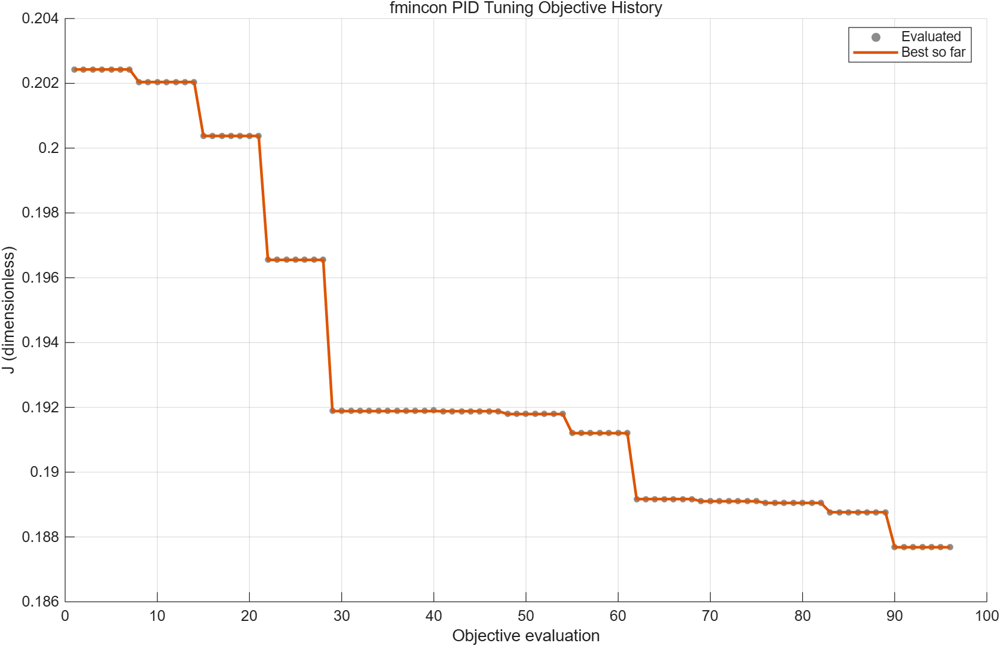 fmincon PID Tuning Objective History
0.204
0.202
0.2
0.198
0.196
0.194
0.192
0.19
0.188
0.186
J (dimensionless)
Evaluated
Best so far
0 10 20 30 40 50 60 70 80 90 100
Objective evaluation